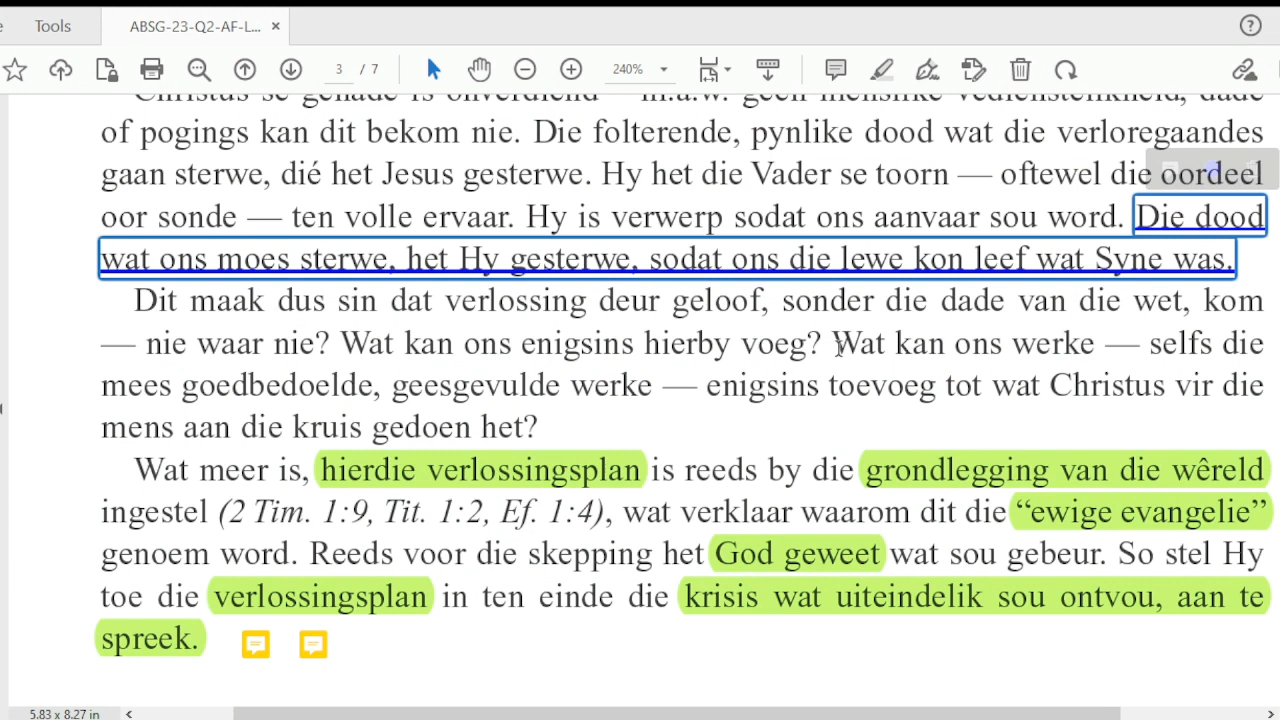 e Tools ABSG-23-Q2-AF-L... ×
3 / 7 240%
Christus se genade is onverdiend — m.a.w. geen menslike verdienstelikheid, dade
of pogings kan dit bekom nie. Die folterende, pynlike dood wat die verloregaandes
gaan sterwe, dié het Jesus gesterwe. Hy het die Vader se toorn — oftewel die oordeel
oor sonde — ten volle ervaar. Hy is verwerp sodat ons aanvaar sou word. Die dood
wat ons moes sterwe, het Hy gesterwe, sodat ons die lewe kon leef wat Syne was.
Dit maak dus sin dat verlossing deur geloof, sonder die dade van die wet, kom
— nie waar nie? Wat kan ons enigsins hierby voeg? Wat kan ons werke — selfs die
mees goedbedoelde, geesgevulde werke — enigsins toevoeg tot wat Christus vir die
mens aan die kruis gedoen het?
Wat meer is, hierdie verlossingsplan is reeds by die grondlegging van die wêreld
ingestel (2 Tim. 1:9, Tit. 1:2, Ef. 1:4), wat verklaar waarom dit die “ewige evangelie”
genoem word. Reeds voor die skepping het God geweet wat sou gebeur. So stel Hy
toe die verlossingsplan in ten einde die krisis wat uiteindelik sou ontvou, aan te
spreek.
5.83 x 8.27 in